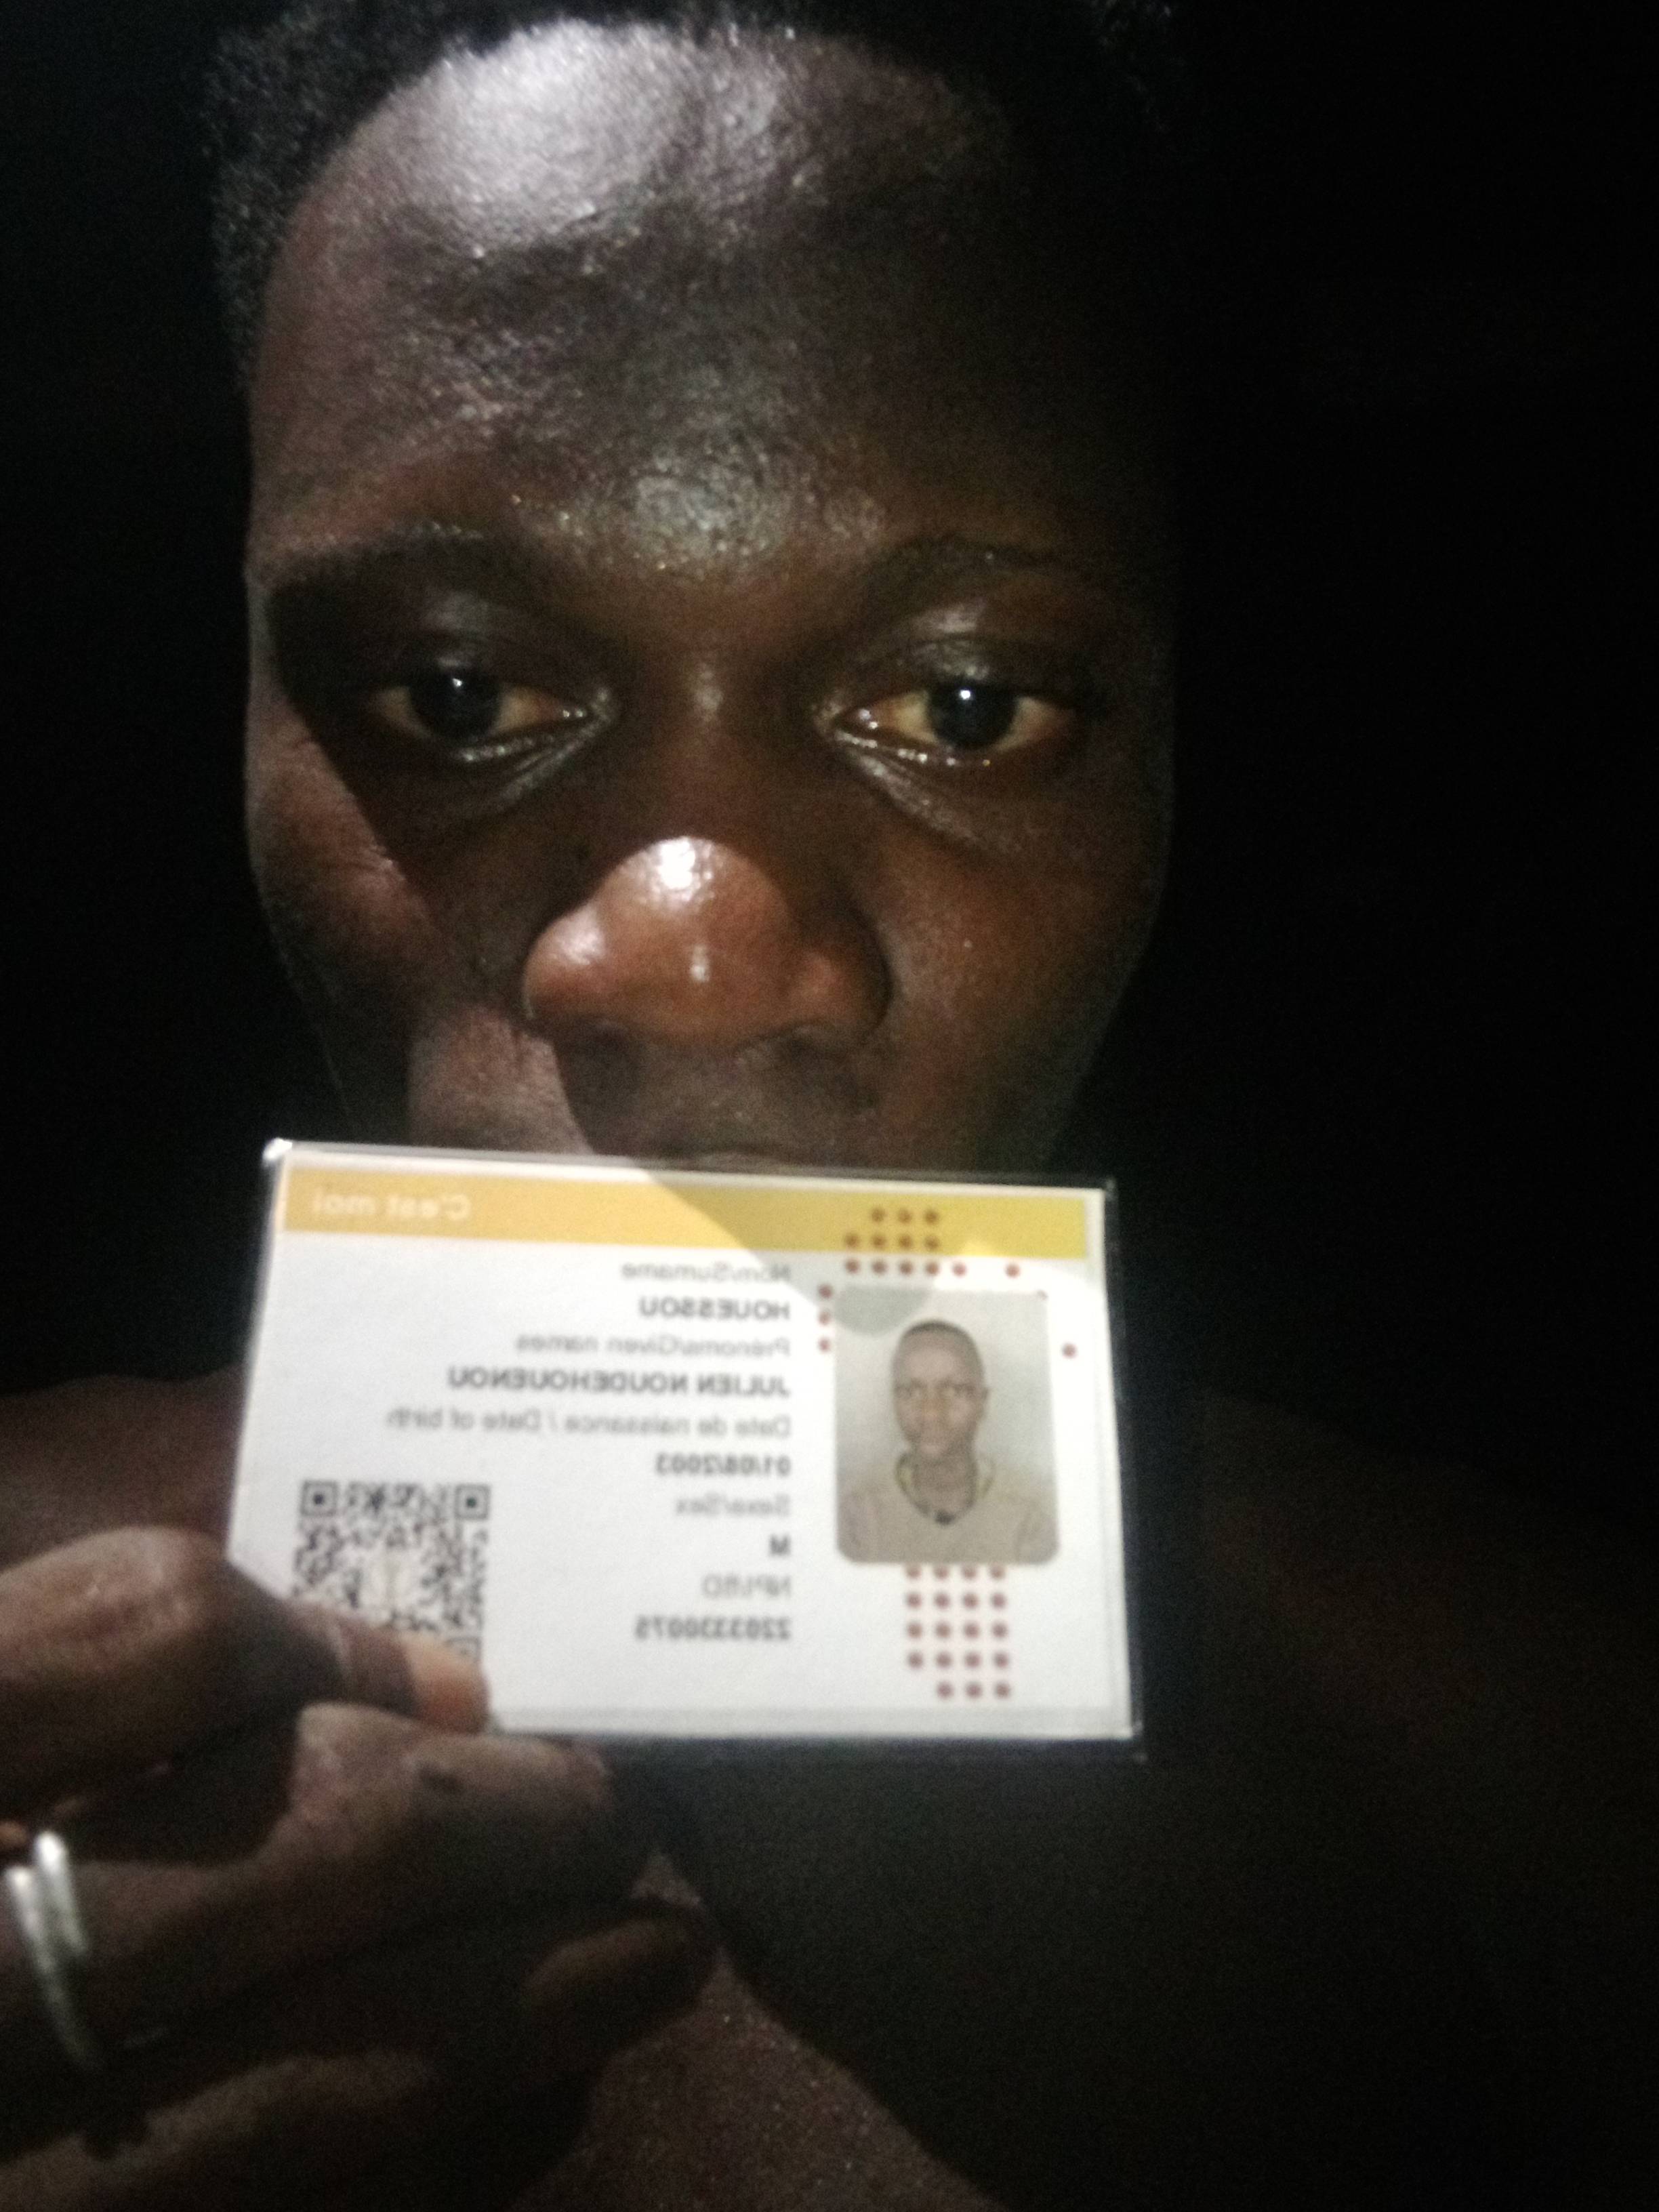 C'est moi
Nom/Surname
HOUESSOU
Prénoms/Given names
JULIEN NOUDEHOUENOU
Date de naissance / Date of birth
01/08/2003
Sexe/Sex
M
NPI/ID
2203330075